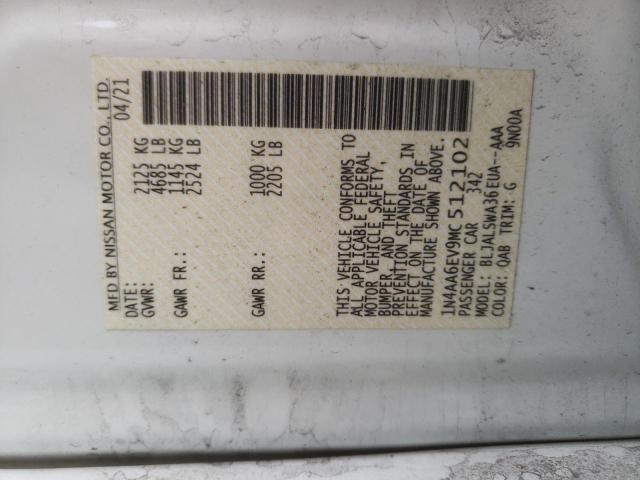 MFD BY NISSAN MOTOR CO., LTD.
DATE: 04/21
GVWR: 2125 KG
4685 LB
GAWR FR.: 1145 KG
2524 LB
GAWR RR.: 1000 KG
2205 LB
THIS VEHICLE CONFORMS TO
ALL APPLICABLE FEDERAL
MOTOR VEHICLE SAFETY,
BUMPER, AND THEFT
PREVENTION STANDARDS IN
EFFECT ON THE DATE OF
MANUFACTURE SHOWN ABOVE.
1N4AA6EV9MC512102
PASSENGER CAR 342
MODEL: BLJALSWA36EUA--AAA
COLOR: QAB TRIM: G 9N00A